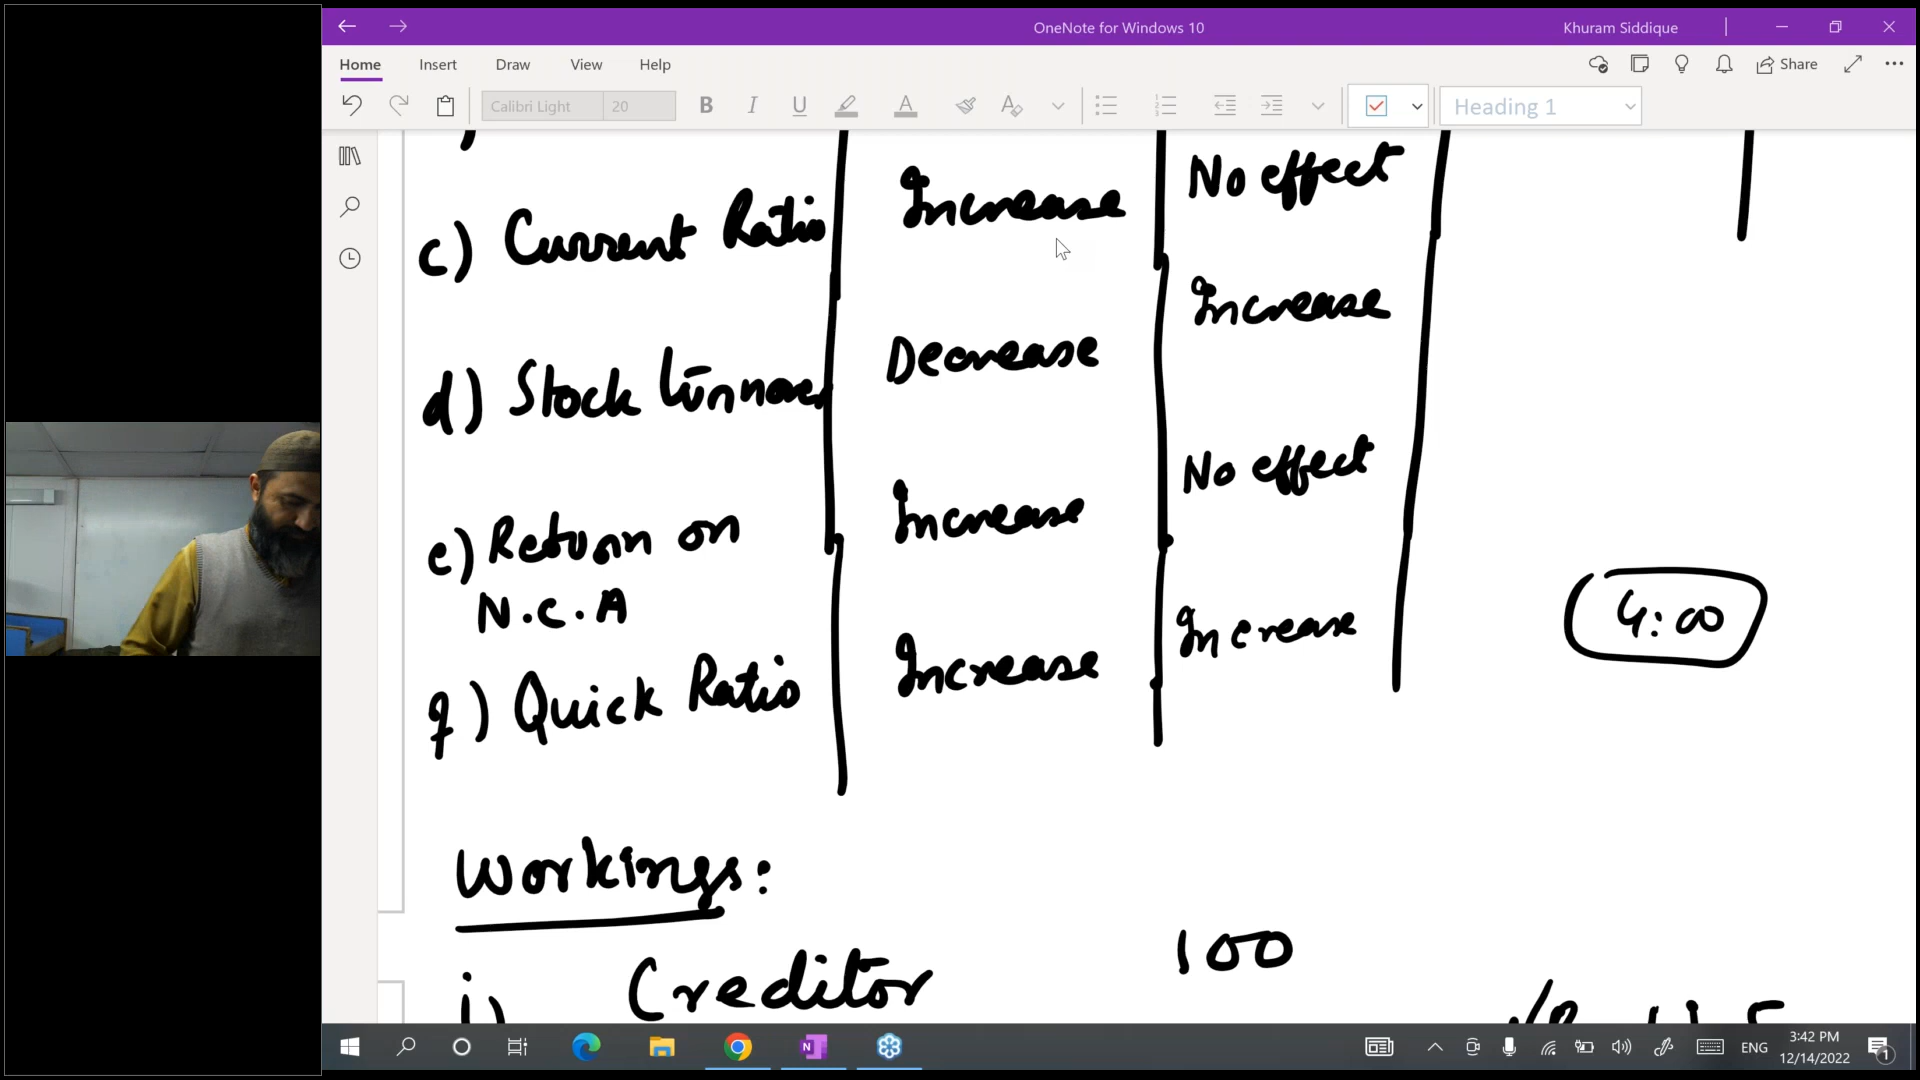 OneNote for Windows 10
Khuram Siddique
Home Insert Draw View Help
Share
Calibri Light 20 B I U A Heading 1
c) Current Ratio Increase No effect
d) Stock turnover Decrease Increase
e) Return on Increase No effect
N.C.A
f) Quick Ratio Increase Increase
4:00
Workings:
i) Creditor 100
ENG
3:42 PM
12/14/2022
1